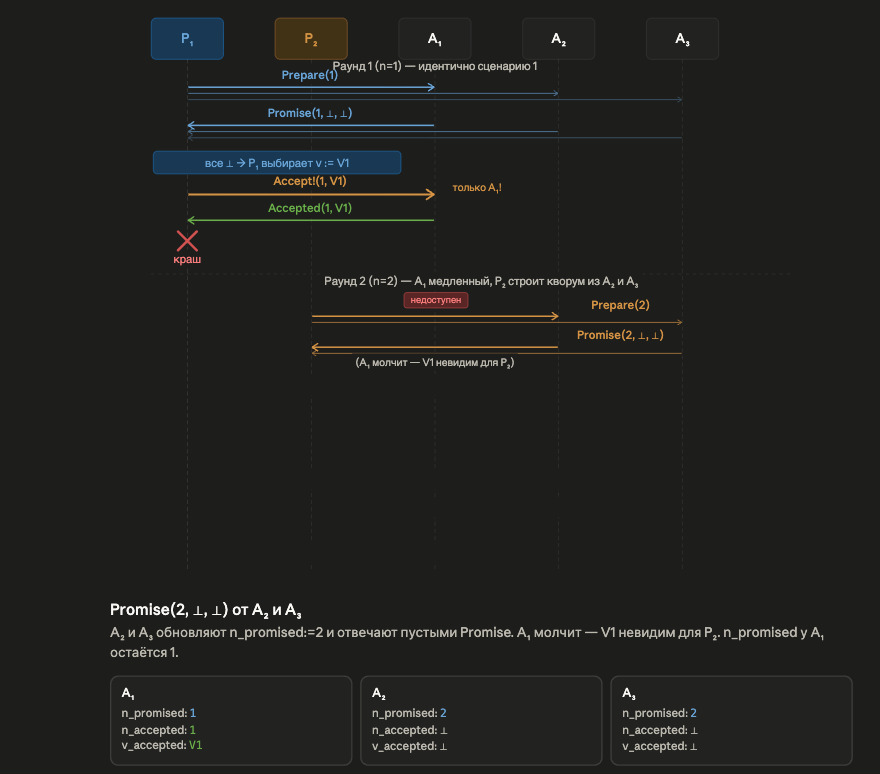 P₁ P₂ A₁ A₂ A₃
Раунд 1 (n=1) — идентично сценарию 1
Prepare(1)
Promise(1, ⊥, ⊥)
все ⊥ → P₁ выбирает v := V1
Accept!(1, V1)
только A₁!
Accepted(1, V1)
краш
Раунд 2 (n=2) — A₁ медленный, P₂ строит кворум из A₂ и A₃
недоступен
Prepare(2)
Promise(2, ⊥, ⊥)
(A₁ молчит — V1 невидим для P₂)
Promise(2, ⊥, ⊥) от A₂ и A₃
A₂ и A₃ обновляют n_promised:=2 и отвечают пустыми Promise. A₁ молчит — V1 невидим для P₂. n_promised у A₁
остаётся 1.
A₁
n_promised: 1
n_accepted: 1
v_accepted: V1
A₂
n_promised: 2
n_accepted: ⊥
v_accepted: ⊥
A₃
n_promised: 2
n_accepted: ⊥
v_accepted: ⊥